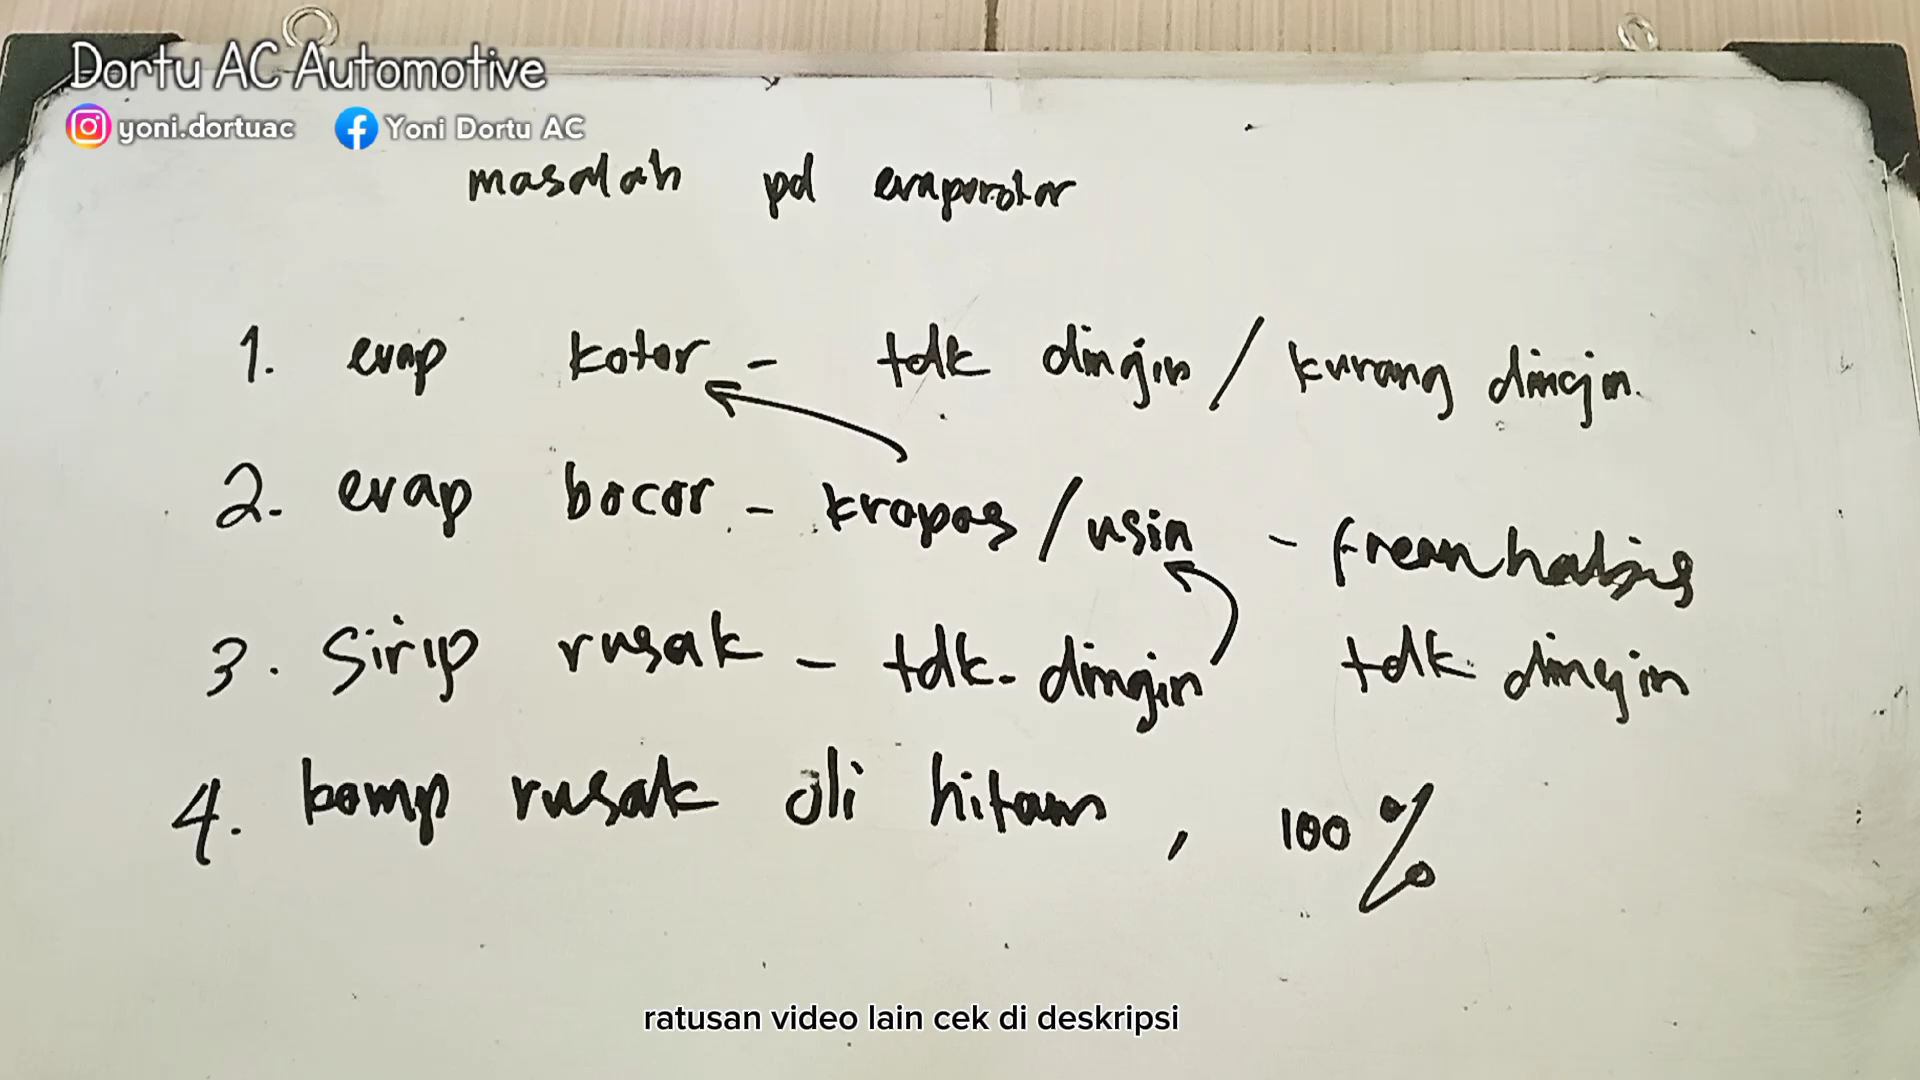 Dortu AC Automotive
yoni.dortuac Yoni Dortu AC
masalah pd evaporator
1. evap kotor - tdk dingin / kurang dingin.
2. evap bocor - kropos / usia - freon habis
3. Sirip rusak - tdk dingin tdk dingin
4. komp rusak oli hitam, 100%
ratusan video lain cek di deskripsi